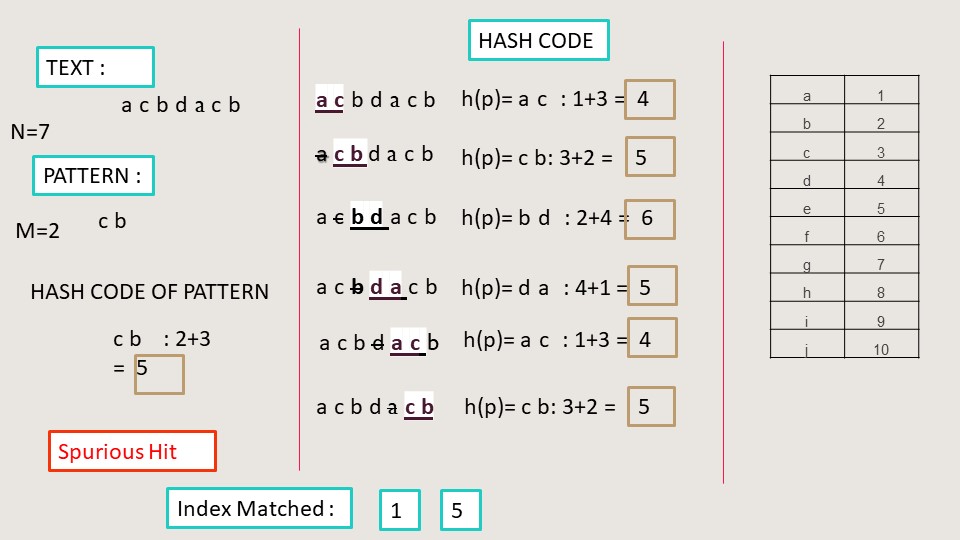 HASH CODE
TEXT :
a c b d a c b
N=7
PATTERN :
c b
M=2
HASH CODE OF PATTERN
c b : 2+3
= 5
Spurious Hit
a c b d a c b h(p)= a c : 1+3 = 4
a c b d a c b h(p)= c b: 3+2 = 5
a c b d a c b h(p)= b d : 2+4 = 6
a c b d a c b h(p)= d a : 4+1 = 5
a c b d a c b h(p)= a c : 1+3 = 4
a c b d a c b h(p)= c b: 3+2 = 5
a 1
b 2
c 3
d 4
e 5
f 6
g 7
h 8
i 9
j 10
Index Matched : 1 5